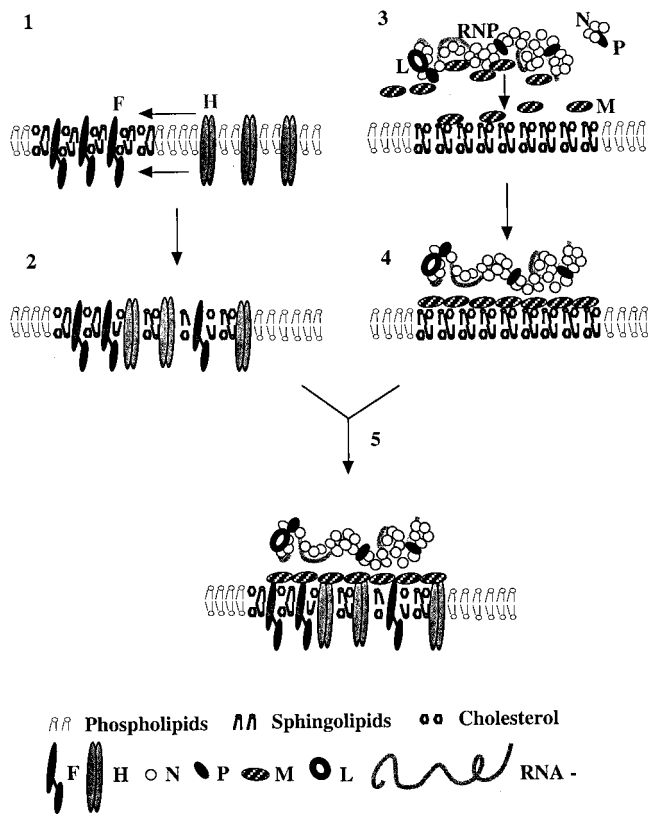 1
F
H
2
3
RNP
N
P
L
M
4
5
Phospholipids Sphingolipids Cholesterol
F H N P M L RNA -